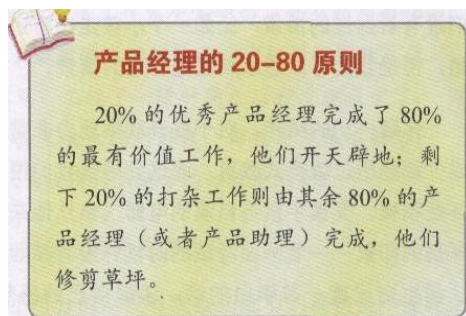 产品经理的 20-80 原则
20% 的优秀产品经理完成了 80%
的最有价值工作，他们开天辟地；剩
下 20% 的打杂工作则由其余 80% 的产
品经理（或者产品助理）完成，他们
修剪草坪。